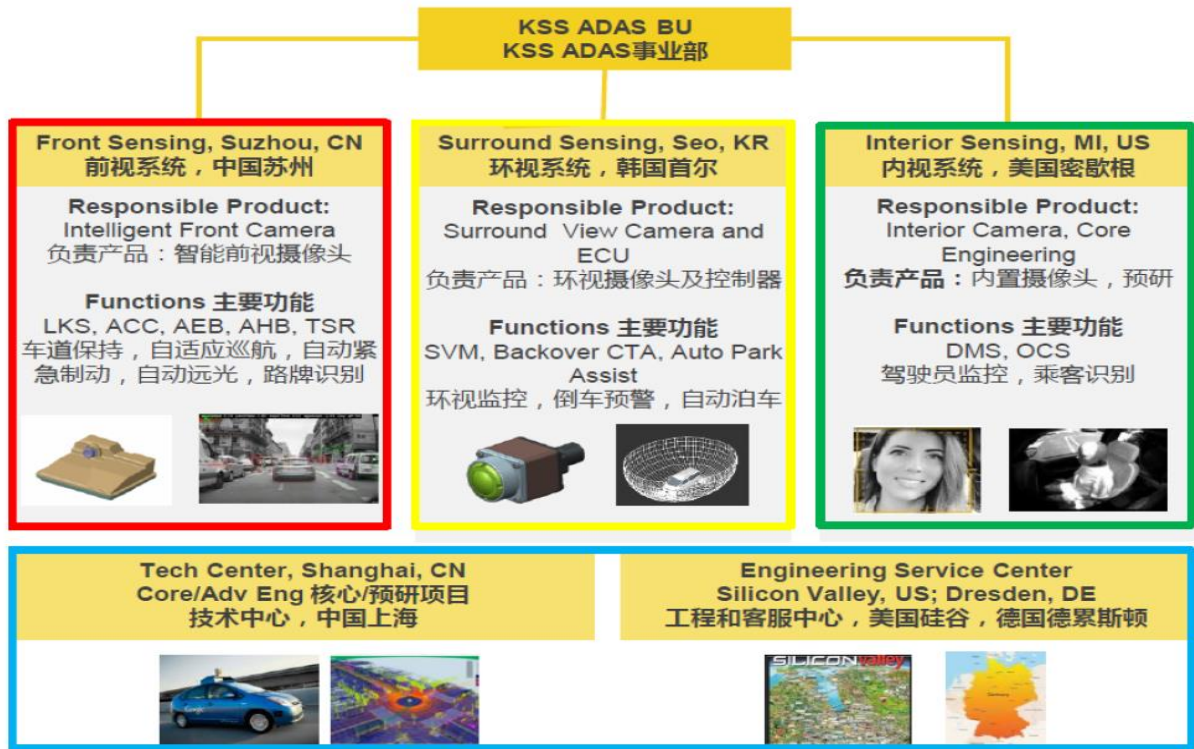 KSS ADAS BU
KSS ADAS事业部
Front Sensing, Suzhou, CN
前视系统，中国苏州
Responsible Product:
Intelligent Front Camera
负责产品：智能前视摄像头
Functions 主要功能
LKS, ACC, AEB, AHB, TSR
车道保持，自适应巡航，自动紧
急制动，自动远光，路牌识别
Surround Sensing, Seo, KR
环视系统，韩国首尔
Responsible Product:
Surround View Camera and
ECU
负责产品：环视摄像头及控制器
Functions 主要功能
SVM, Backover CTA, Auto Park
Assist
环视监控，倒车预警，自动泊车
Interior Sensing, MI, US
内视系统，美国密歇根
Responsible Product:
Interior Camera, Core
Engineering
负责产品：内置摄像头，预研
Functions 主要功能
DMS, OCS
驾驶员监控，乘客识别
Tech Center, Shanghai, CN
Core/Adv Eng 核心/预研项目
技术中心，中国上海
Google
Engineering Service Center
Silicon Valley, US; Dresden, DE
工程和客服中心，美国硅谷，德国德累斯顿
SILICON valley
Germany